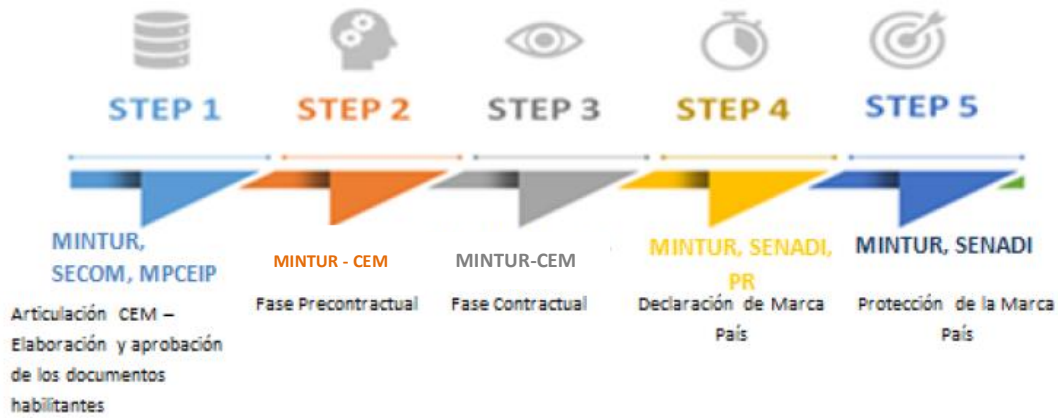 STEP 1
STEP 2
STEP 3
STEP 4
STEP 5
MINTUR,
SECOM, MPCEIP
Articulación CEM –
Elaboración y aprobación
de los documentos
habilitantes
MINTUR - CEM
Fase Precontractual
MINTUR-CEM
Fase Contractual
MINTUR, SENADI,
PR
Declaración de Marca
País
MINTUR, SENADI
Protección de la Marca
País